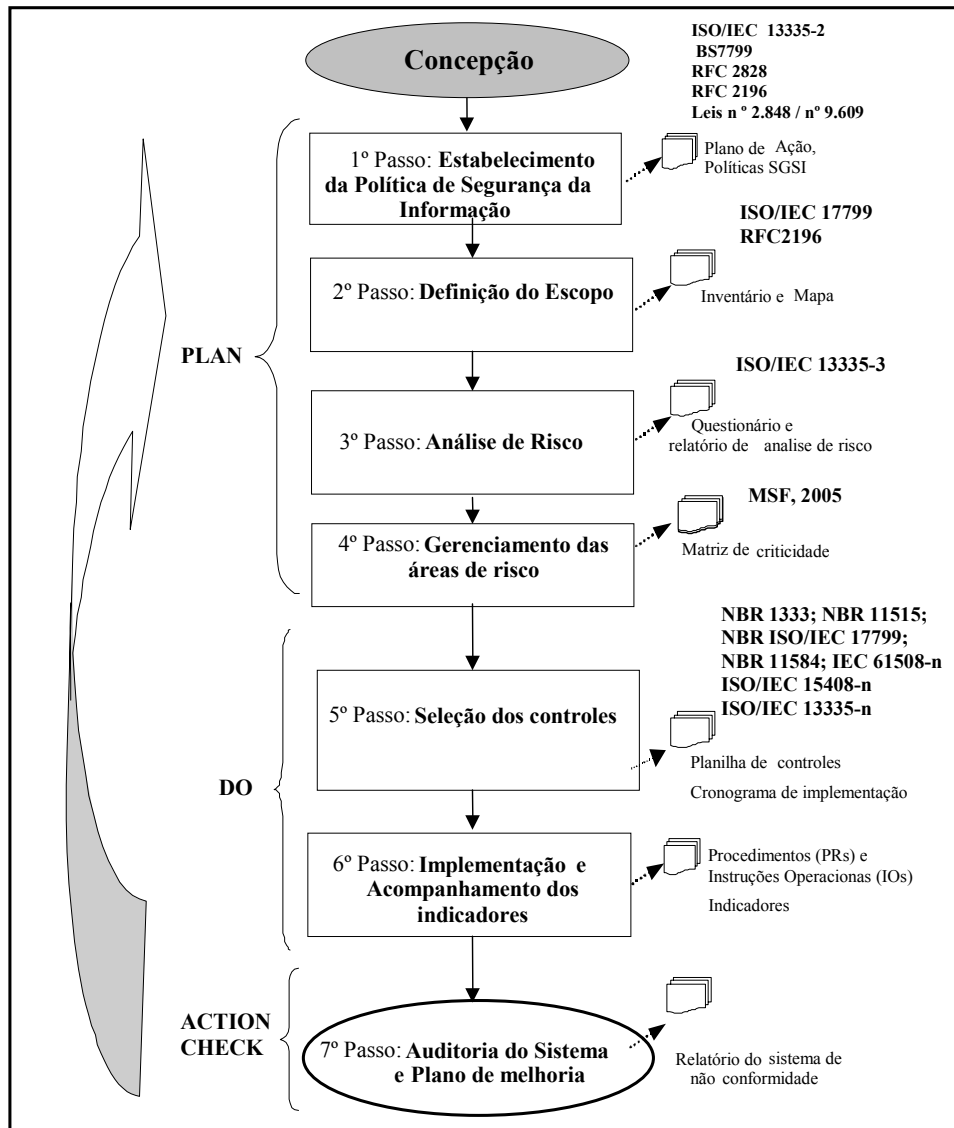 Concepção
ISO/IEC 13335-2
BS7799
RFC 2828
RFC 2196
Leis n º 2.848 / nº 9.609
1º Passo: Estabelecimento
da Política de Segurança da
Informação
Plano de Ação,
Políticas SGSI
ISO/IEC 17799
RFC2196
2º Passo: Definição do Escopo
Inventário e Mapa
PLAN
ISO/IEC 13335-3
3º Passo: Análise de Risco
Questionário e
relatório de analise de risco
MSF, 2005
4º Passo: Gerenciamento das
áreas de risco
Matriz de criticidade
NBR 1333; NBR 11515;
NBR ISO/IEC 17799;
NBR 11584; IEC 61508-n
ISO/IEC 15408-n
ISO/IEC 13335-n
5º Passo: Seleção dos controles
Planilha de controles
Cronograma de implementação
DO
6º Passo: Implementação e
Acompanhamento dos
indicadores
Procedimentos (PRs) e
Instruções Operacionas (IOs)
Indicadores
ACTION
CHECK
7º Passo: Auditoria do Sistema
e Plano de melhoria
Relatório do sistema de
não conformidade